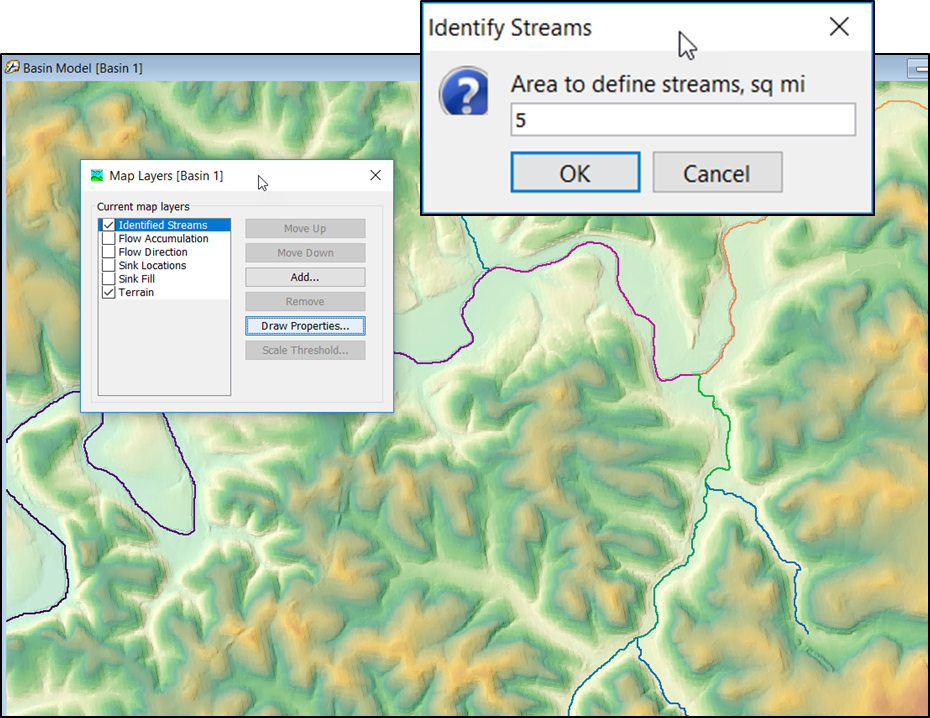 Identify Streams
Area to define streams, sq mi
5
OK
Cancel
Basin Model [Basin 1]
Map Layers [Basin 1]
Current map layers
Identified Streams
Flow Accumulation
Flow Direction
Sink Locations
Sink Fill
Terrain
Move Up
Move Down
Add...
Remove
Draw Properties...
Scale Threshold...